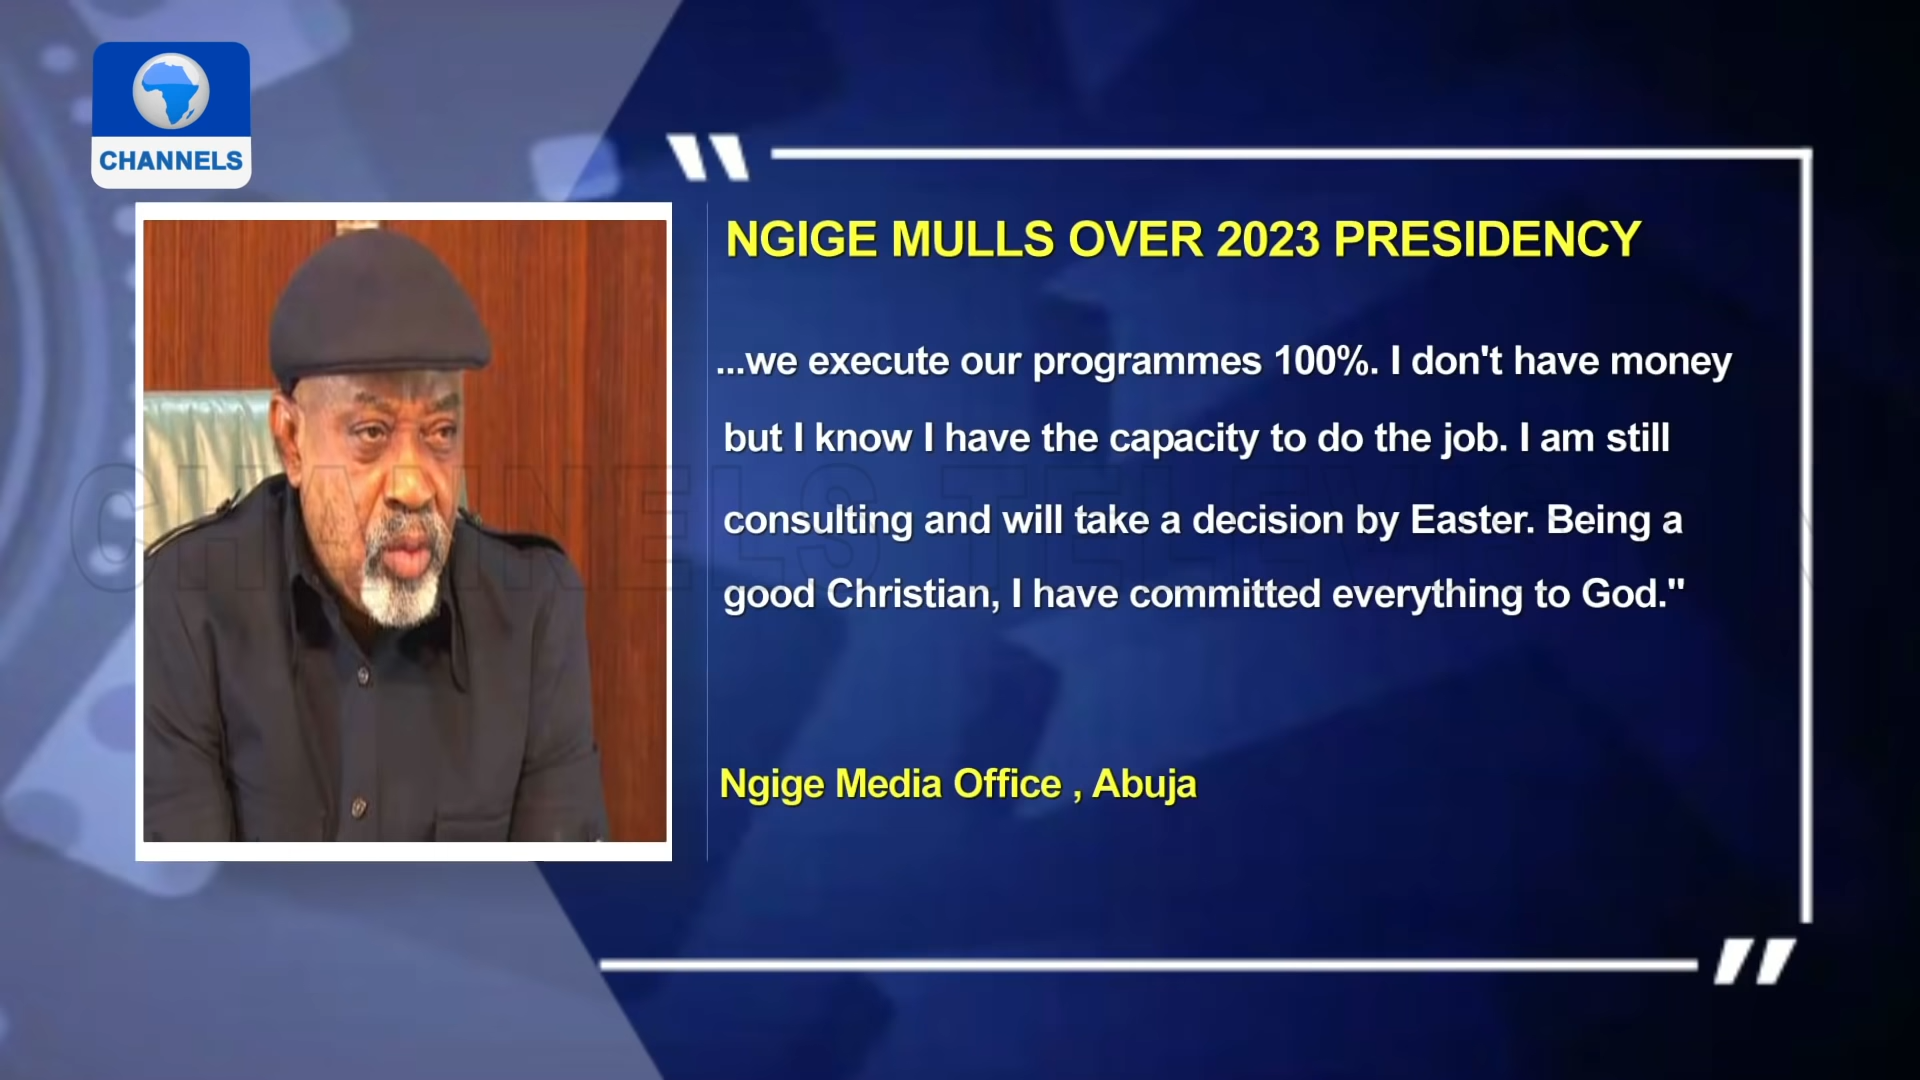 CHANNELS
NGIGE MULLS OVER 2023 PRESIDENCY
...we execute our programmes 100%. I don't have money
but I know I have the capacity to do the job. I am still
consulting and will take a decision by Easter. Being a
good Christian, I have committed everything to God."
CHANNELS TELEVISION
Ngige Media Office , Abuja